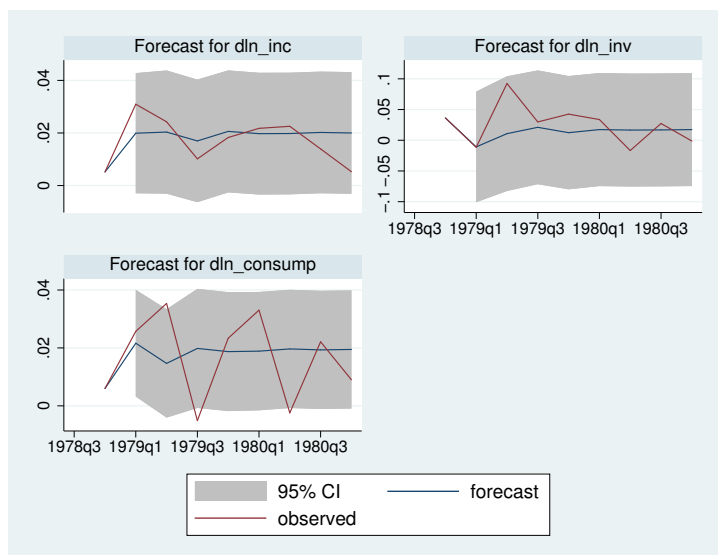 Forecast for dln_inc
.04
.02
0
Forecast for dln_inv
.1
.05
0
-.05
-.1
1978q3 1979q1 1979q3 1980q1 1980q3
Forecast for dln_consump
.04
.02
0
1978q3 1979q1 1979q3 1980q1 1980q3
95% CI forecast
observed